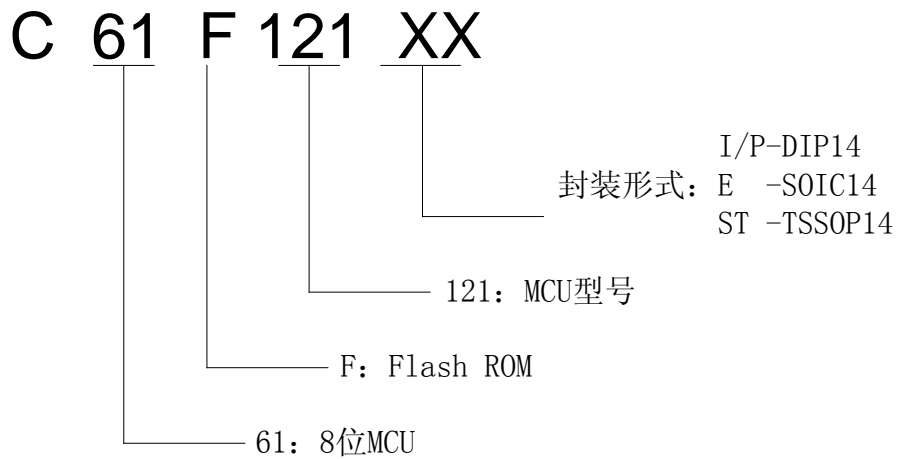 C 61 F 121 XX
I/P-DIP14
封装形式：E -SOIC14
ST -TSSOP14
121：MCU型号
F：Flash ROM
61：8位MCU